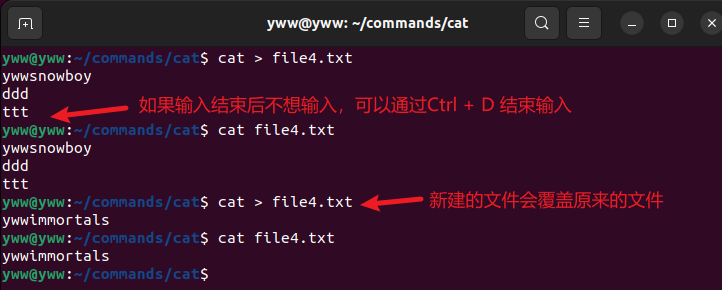 yww@yww: ~/commands/cat
yww@yww:~/commands/cat$ cat > file4.txt
ywwsnowboy
ddd
ttt
如果输入结束后不想输入，可以通过Ctrl + D 结束输入
yww@yww:~/commands/cat$ cat file4.txt
ywwsnowboy
ddd
ttt
yww@yww:~/commands/cat$ cat > file4.txt
新建的文件会覆盖原来的文件
ywwimmortals
yww@yww:~/commands/cat$ cat file4.txt
ywwimmortals
yww@yww:~/commands/cat$